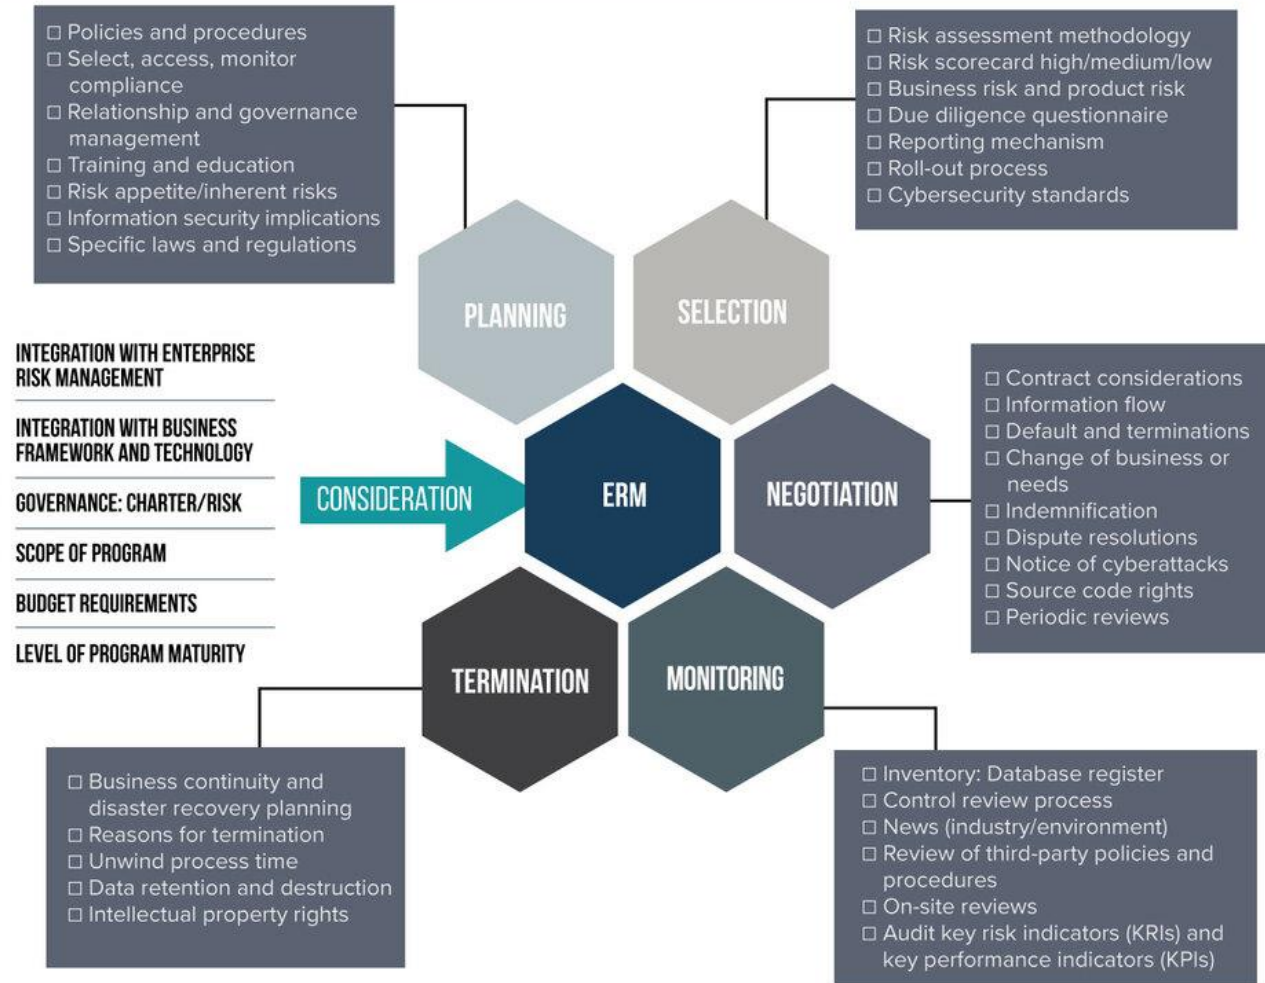 ☐ Policies and procedures
☐ Select, access, monitor
compliance
☐ Relationship and governance
management
☐ Training and education
☐ Risk appetite/inherent risks
☐ Information security implications
☐ Specific laws and regulations
☐ Risk assessment methodology
☐ Risk scorecard high/medium/low
☐ Business risk and product risk
☐ Due diligence questionnaire
☐ Reporting mechanism
☐ Roll-out process
☐ Cybersecurity standards
PLANNING
SELECTION
INTEGRATION WITH ENTERPRISE
RISK MANAGEMENT
INTEGRATION WITH BUSINESS
FRAMEWORK AND TECHNOLOGY
GOVERNANCE: CHARTER/RISK
SCOPE OF PROGRAM
BUDGET REQUIREMENTS
LEVEL OF PROGRAM MATURITY
CONSIDERATION
ERM
NEGOTIATION
☐ Contract considerations
☐ Information flow
☐ Default and terminations
☐ Change of business or
needs
☐ Indemnification
☐ Dispute resolutions
☐ Notice of cyberattacks
☐ Source code rights
☐ Periodic reviews
TERMINATION
MONITORING
☐ Business continuity and
disaster recovery planning
☐ Reasons for termination
☐ Unwind process time
☐ Data retention and destruction
☐ Intellectual property rights
☐ Inventory: Database register
☐ Control review process
☐ News (industry/environment)
☐ Review of third-party policies and
procedures
☐ On-site reviews
☐ Audit key risk indicators (KRIs) and
key performance indicators (KPIs)